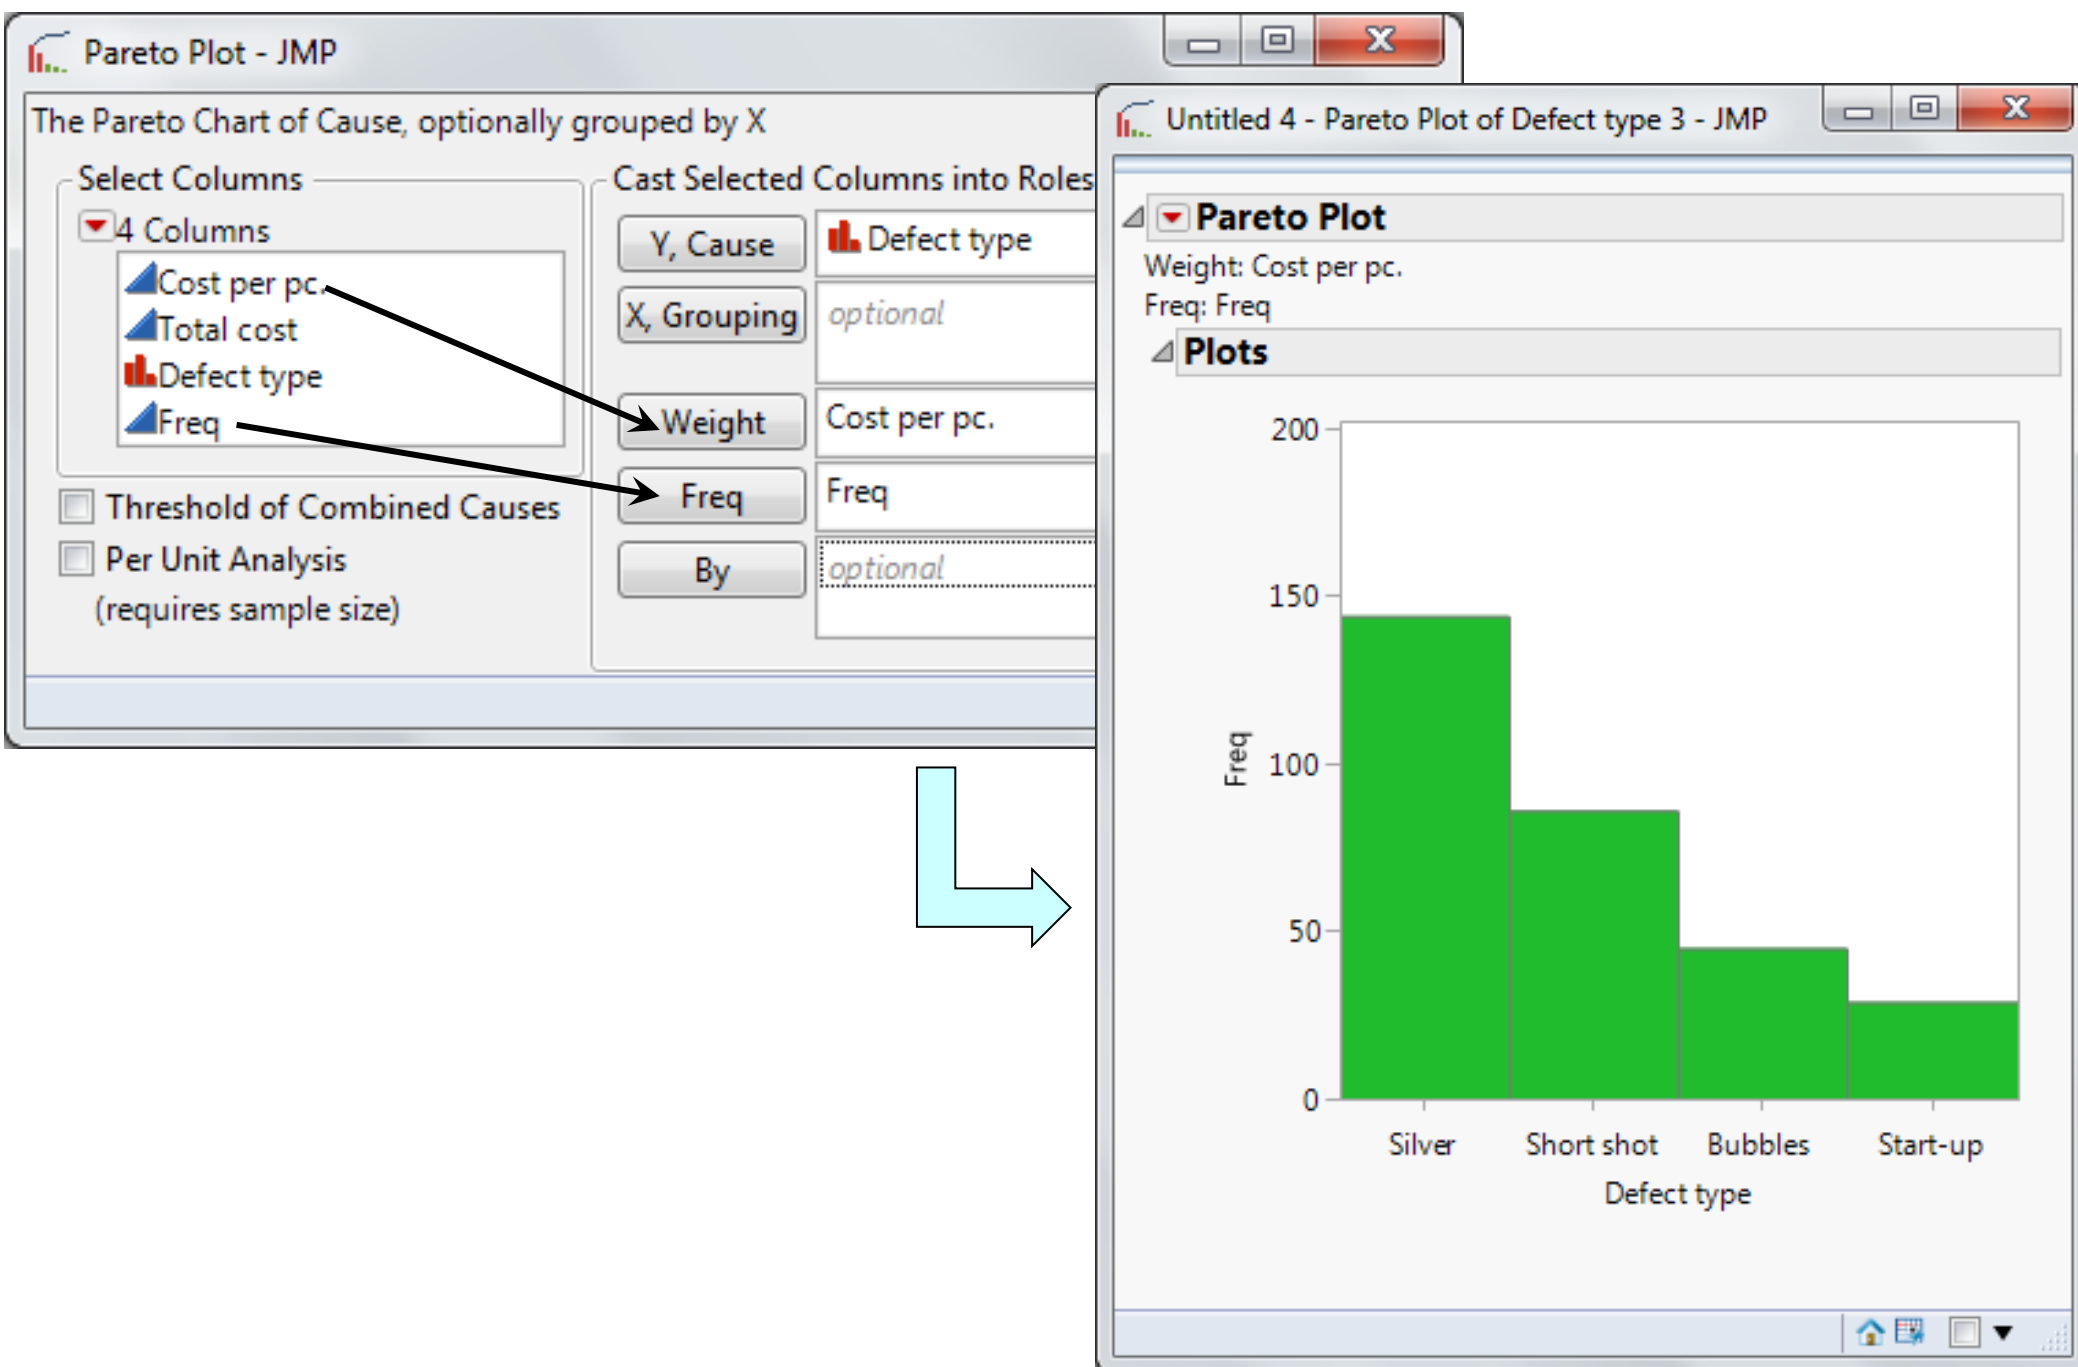 Pareto Plot - JMP
The Pareto Chart of Cause, optionally grouped by X
Select Columns
4 Columns
Cost per pc.
Total cost
Defect type
Freq
Threshold of Combined Causes
Per Unit Analysis
(requires sample size)
Cast Selected Columns into Roles
Y, Cause
Defect type
X, Grouping
optional
Weight
Cost per pc.
Freq
Freq
By
optional
Untitled 4 - Pareto Plot of Defect type 3 - JMP
Pareto Plot
Weight: Cost per pc.
Freq: Freq
Plots
200
150
100
50
0
Freq
Silver
Short shot
Bubbles
Start-up
Defect type